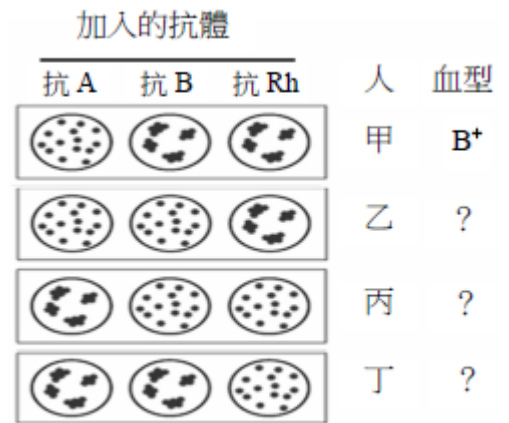 加入的抗體
抗 A 抗 B 抗 Rh 人 血型
甲 B⁺
乙 ?
丙 ?
丁 ?